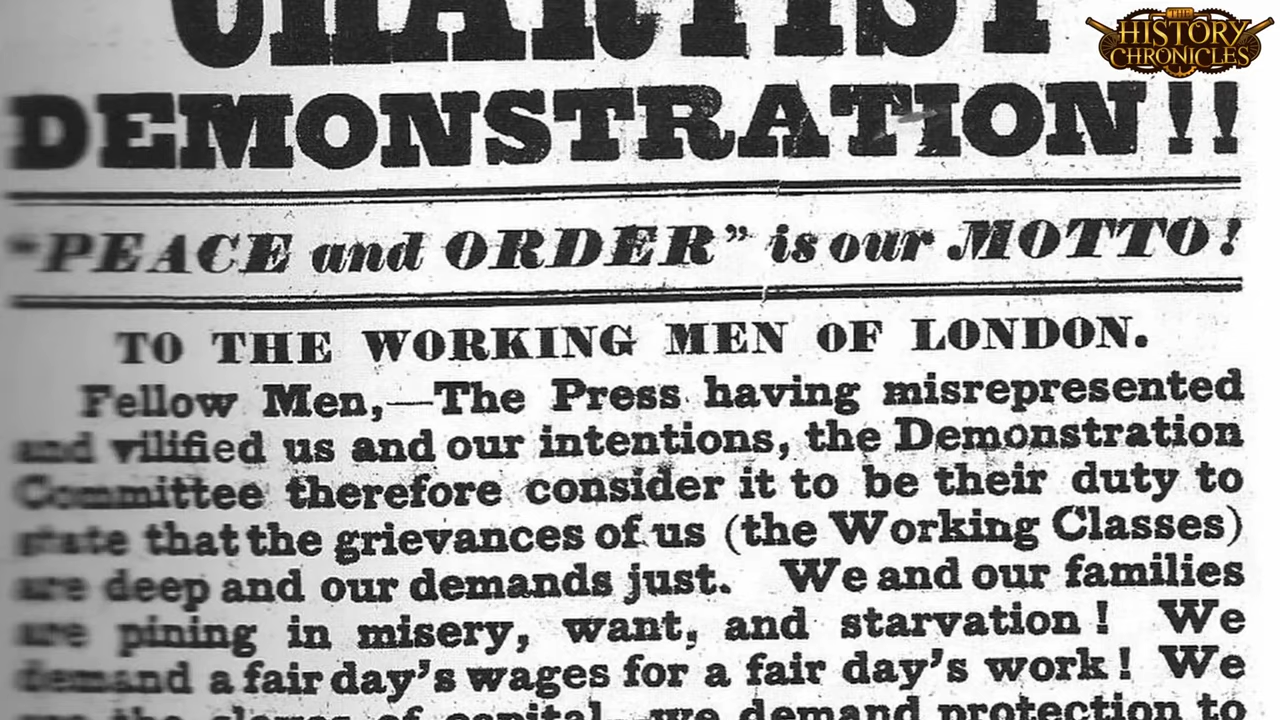 CHARTIST
DEMONSTRATION!!
"PEACE and ORDER" is our MOTTO!
TO THE WORKING MEN OF LONDON.
Fellow Men,—The Press having misrepresented
and vilified us and our intentions, the Demonstration
Committee therefore consider it to be their duty to
state that the grievances of us (the Working Classes)
are deep and our demands just. We and our families
are pining in misery, want, and starvation! We
demand a fair day's wages for a fair day's work! We
are the slaves of capital—we demand protection to
HISTORY
CHRONICLES